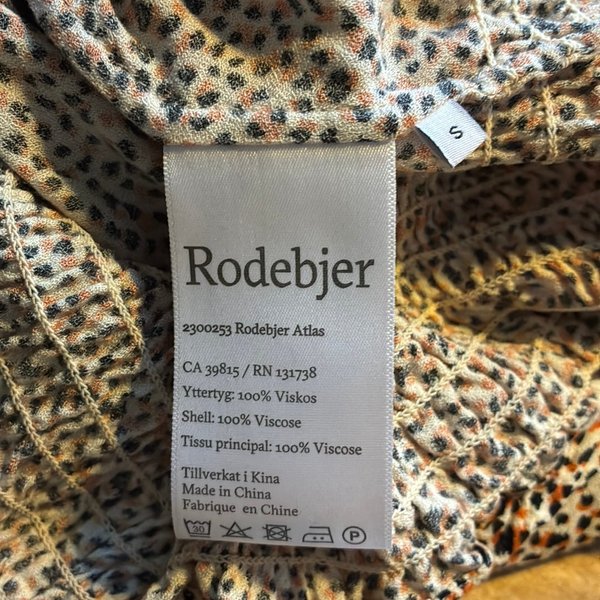 S
Rodebjer
2300253 Rodebjer Atlas
CA 39815 / RN 131738
Yttertyg: 100% Viskos
Shell: 100% Viscose
Tissu principal: 100% Viscose
Tillverkat i Kina
Made in China
Fabrique en Chine
30 P